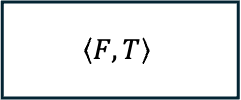 ⟨F, T⟩